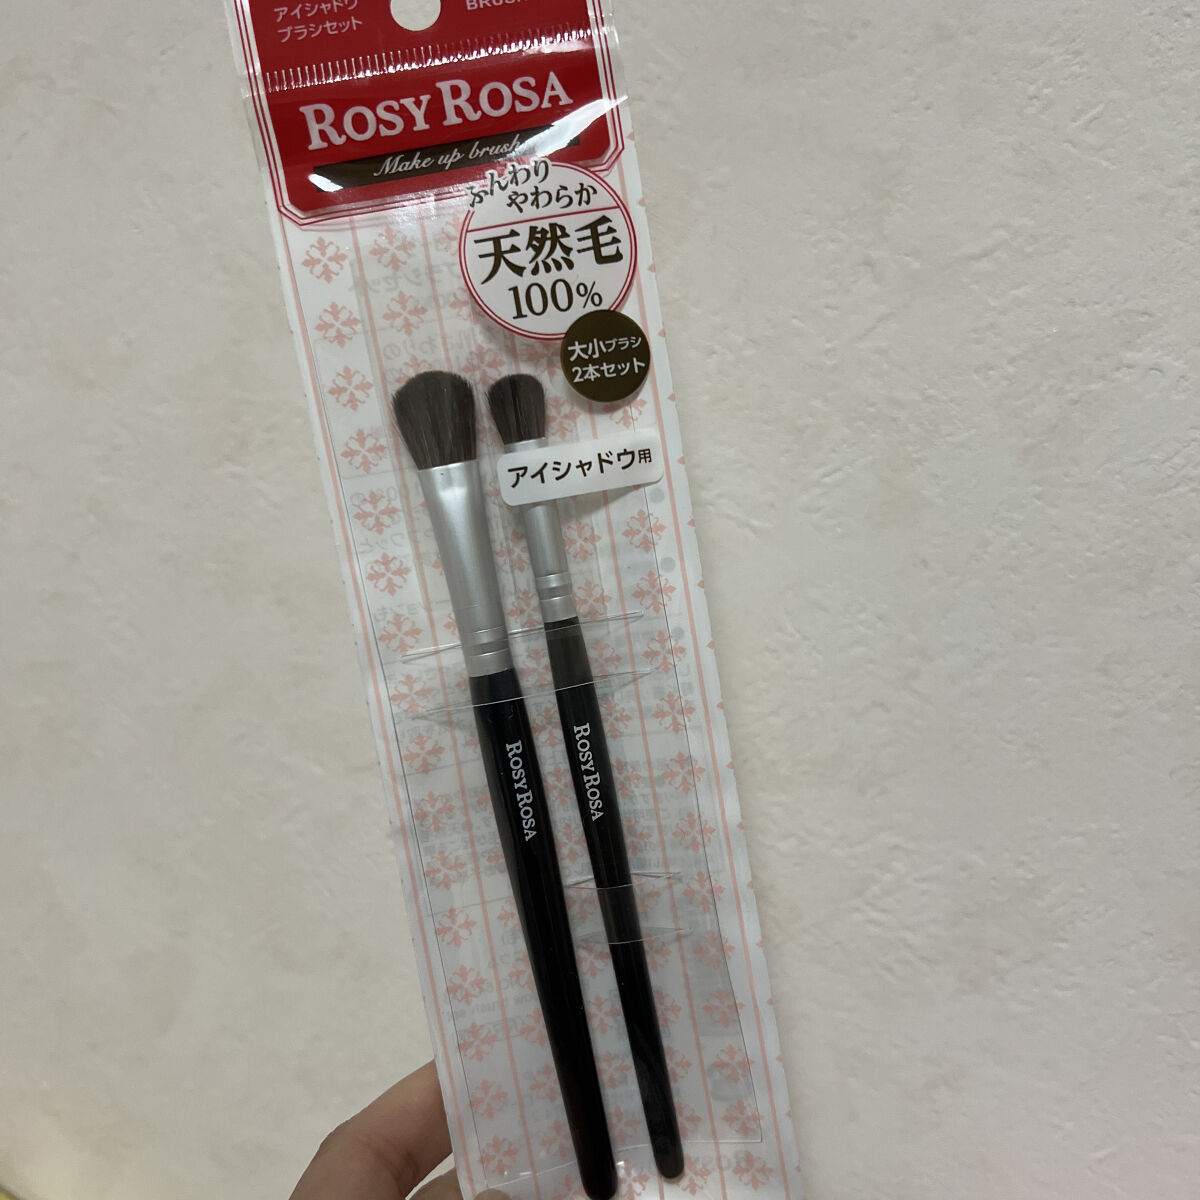 アイシャドウ
ブラシセット
ROSY ROSA
Make up brush
ふんわり
やわらか
天然毛
100%
大小ブラシ
2本セット
アイシャドウ用
ROSY ROSA
ROSY ROSA